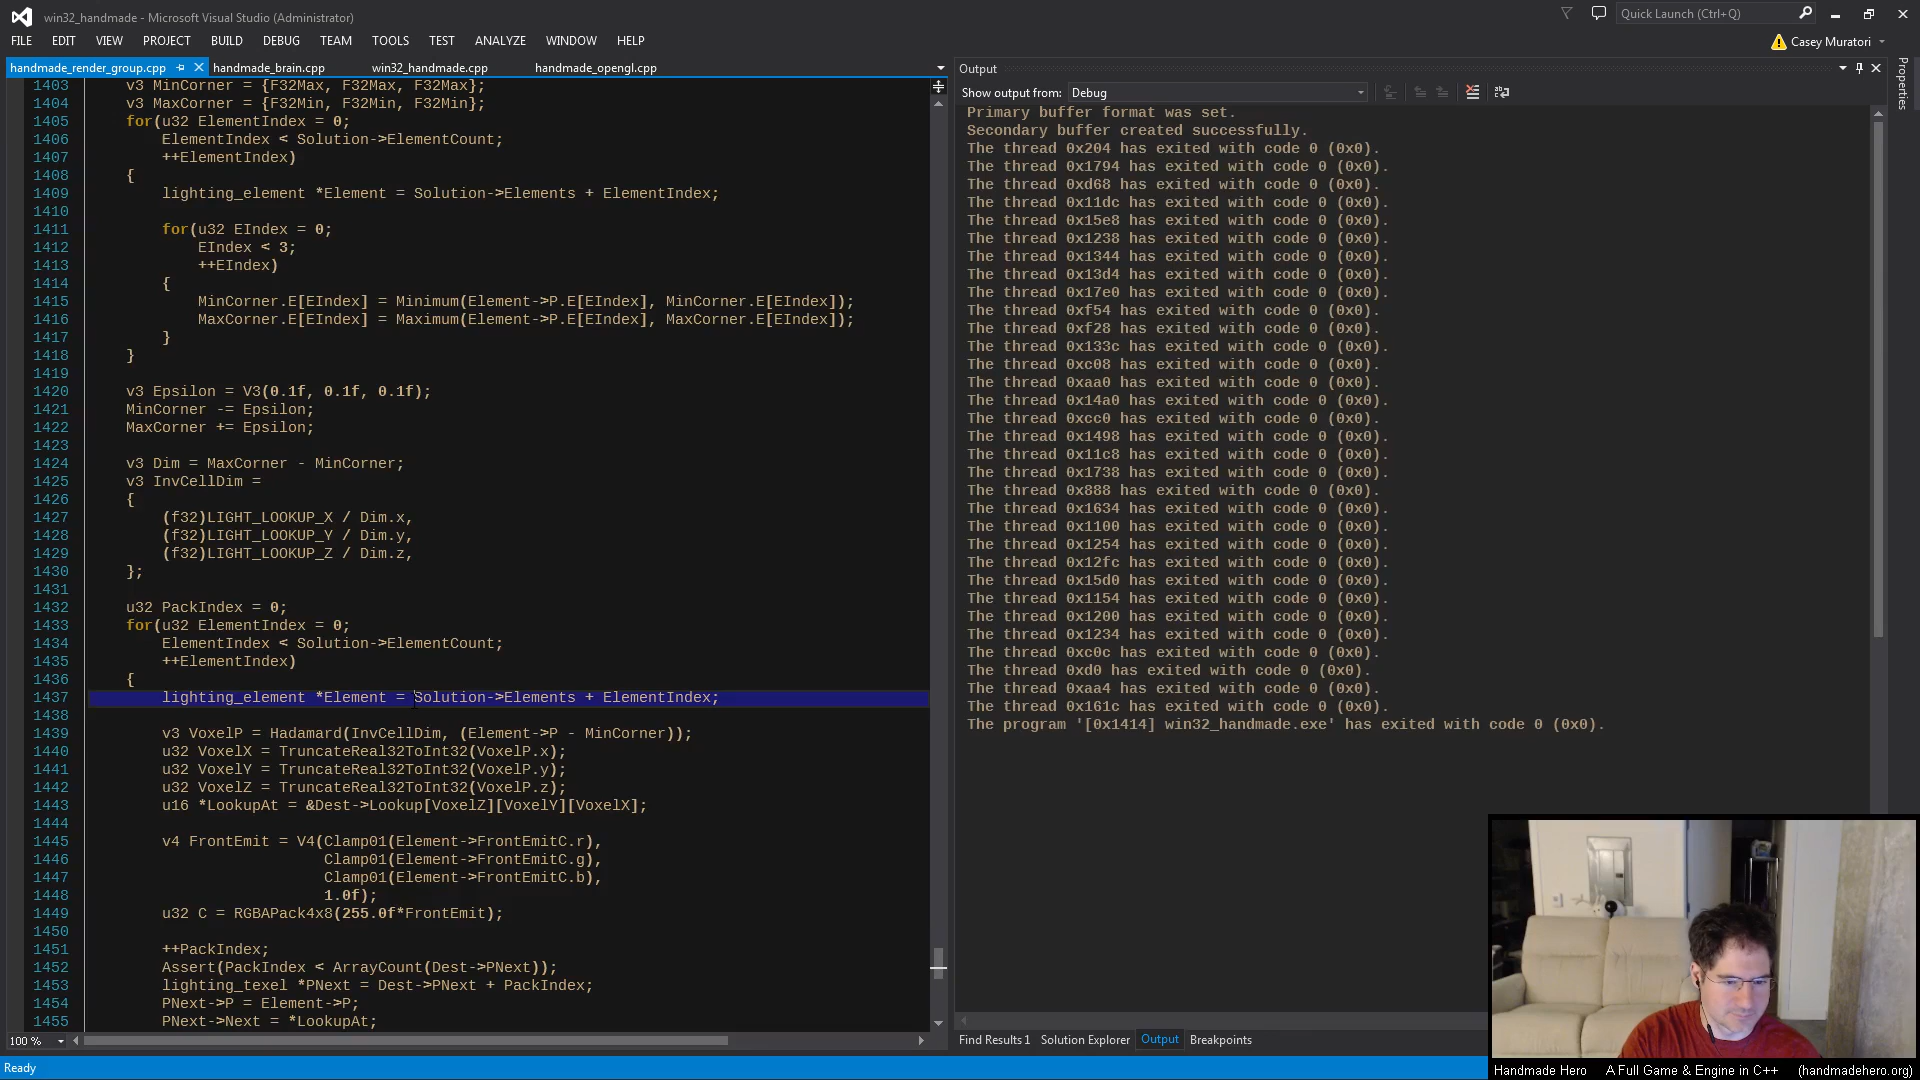 win32_handmade - Microsoft Visual Studio (Administrator)
Quick Launch (Ctrl+Q)
FILE EDIT VIEW PROJECT BUILD DEBUG TEAM TOOLS TEST ANALYZE WINDOW HELP
Casey Muratori
handmade_render_group.cpp handmade_brain.cpp win32_handmade.cpp handmade_opengl.cpp
1403 v3 MinCorner = {F32Max, F32Max, F32Max};
1404 v3 MaxCorner = {F32Min, F32Min, F32Min};
1405 for(u32 ElementIndex = 0;
1406 ElementIndex < Solution->ElementCount;
1407 ++ElementIndex)
1408 {
1409 lighting_element *Element = Solution->Elements + ElementIndex;
1410
1411 for(u32 EIndex = 0;
1412 EIndex < 3;
1413 ++EIndex)
1414 {
1415 MinCorner.E[EIndex] = Minimum(Element->P.E[EIndex], MinCorner.E[EIndex]);
1416 MaxCorner.E[EIndex] = Maximum(Element->P.E[EIndex], MaxCorner.E[EIndex]);
1417 }
1418 }
1419
1420 v3 Epsilon = V3(0.1f, 0.1f, 0.1f);
1421 MinCorner -= Epsilon;
1422 MaxCorner += Epsilon;
1423
1424 v3 Dim = MaxCorner - MinCorner;
1425 v3 InvCellDim =
1426 {
1427 (f32)LIGHT_LOOKUP_X / Dim.x,
1428 (f32)LIGHT_LOOKUP_Y / Dim.y,
1429 (f32)LIGHT_LOOKUP_Z / Dim.z,
1430 };
1431
1432 u32 PackIndex = 0;
1433 for(u32 ElementIndex = 0;
1434 ElementIndex < Solution->ElementCount;
1435 ++ElementIndex)
1436 {
1437 lighting_element *Element = Solution->Elements + ElementIndex;
1438
1439 v3 VoxelP = Hadamard(InvCellDim, (Element->P - MinCorner));
1440 u32 VoxelX = TruncateReal32ToInt32(VoxelP.x);
1441 u32 VoxelY = TruncateReal32ToInt32(VoxelP.y);
1442 u32 VoxelZ = TruncateReal32ToInt32(VoxelP.z);
1443 u16 *LookupAt = &Dest->Lookup[VoxelZ][VoxelY][VoxelX];
1444
1445 v4 FrontEmit = V4(Clamp01(Element->FrontEmitC.r),
1446 Clamp01(Element->FrontEmitC.g),
1447 Clamp01(Element->FrontEmitC.b),
1448 1.0f);
1449 u32 C = RGBAPack4x8(255.0f*FrontEmit);
1450
1451 ++PackIndex;
1452 Assert(PackIndex < ArrayCount(Dest->PNext));
1453 lighting_texel *PNext = Dest->PNext + PackIndex;
1454 PNext->P = Element->P;
1455 PNext->Next = *LookupAt;
100 %
Ready
Output
Show output from: Debug
Primary buffer format was set.
Secondary buffer created successfully.
The thread 0x204 has exited with code 0 (0x0).
The thread 0x1794 has exited with code 0 (0x0).
The thread 0xd68 has exited with code 0 (0x0).
The thread 0x11dc has exited with code 0 (0x0).
The thread 0x15e8 has exited with code 0 (0x0).
The thread 0x1238 has exited with code 0 (0x0).
The thread 0x1344 has exited with code 0 (0x0).
The thread 0x13d4 has exited with code 0 (0x0).
The thread 0x17e0 has exited with code 0 (0x0).
The thread 0xf54 has exited with code 0 (0x0).
The thread 0xf28 has exited with code 0 (0x0).
The thread 0x133c has exited with code 0 (0x0).
The thread 0xc08 has exited with code 0 (0x0).
The thread 0xaa0 has exited with code 0 (0x0).
The thread 0x14a0 has exited with code 0 (0x0).
The thread 0xcc0 has exited with code 0 (0x0).
The thread 0x1498 has exited with code 0 (0x0).
The thread 0x11c8 has exited with code 0 (0x0).
The thread 0x1738 has exited with code 0 (0x0).
The thread 0x888 has exited with code 0 (0x0).
The thread 0x1634 has exited with code 0 (0x0).
The thread 0x1100 has exited with code 0 (0x0).
The thread 0x1254 has exited with code 0 (0x0).
The thread 0x12fc has exited with code 0 (0x0).
The thread 0x15d0 has exited with code 0 (0x0).
The thread 0x1154 has exited with code 0 (0x0).
The thread 0x1200 has exited with code 0 (0x0).
The thread 0x1234 has exited with code 0 (0x0).
The thread 0xc0c has exited with code 0 (0x0).
The thread 0xd0 has exited with code 0 (0x0).
The thread 0xaa4 has exited with code 0 (0x0).
The thread 0x161c has exited with code 0 (0x0).
The program '[0x1414] win32_handmade.exe' has exited with code 0 (0x0).
Find Results 1 Solution Explorer Output Breakpoints
Properties
Handmade Hero A Full Game & Engine in C++ (handmadehero.org)